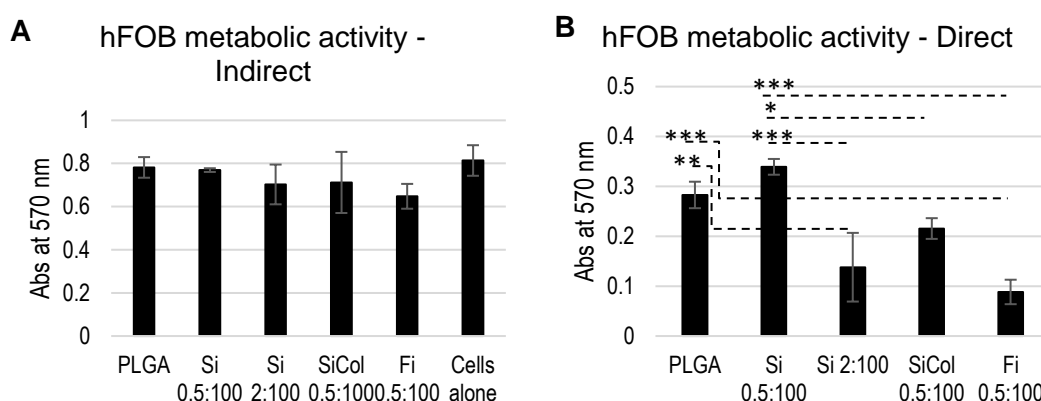 A
hFOB metabolic activity -
Indirect
Abs at 570 nm
1
0.8
0.6
0.4
0.2
0
PLGA
Si
0.5:100
Si
2:100
SiCol
0.5:1000
Fi
0.5:100
Cells
alone
B
hFOB metabolic activity - Direct
Abs at 570 nm
0.5
0.4
0.3
0.2
0.1
0
***
*
***
***
**
PLGA
Si
0.5:100
Si 2:100
SiCol
0.5:100
Fi
0.5:100